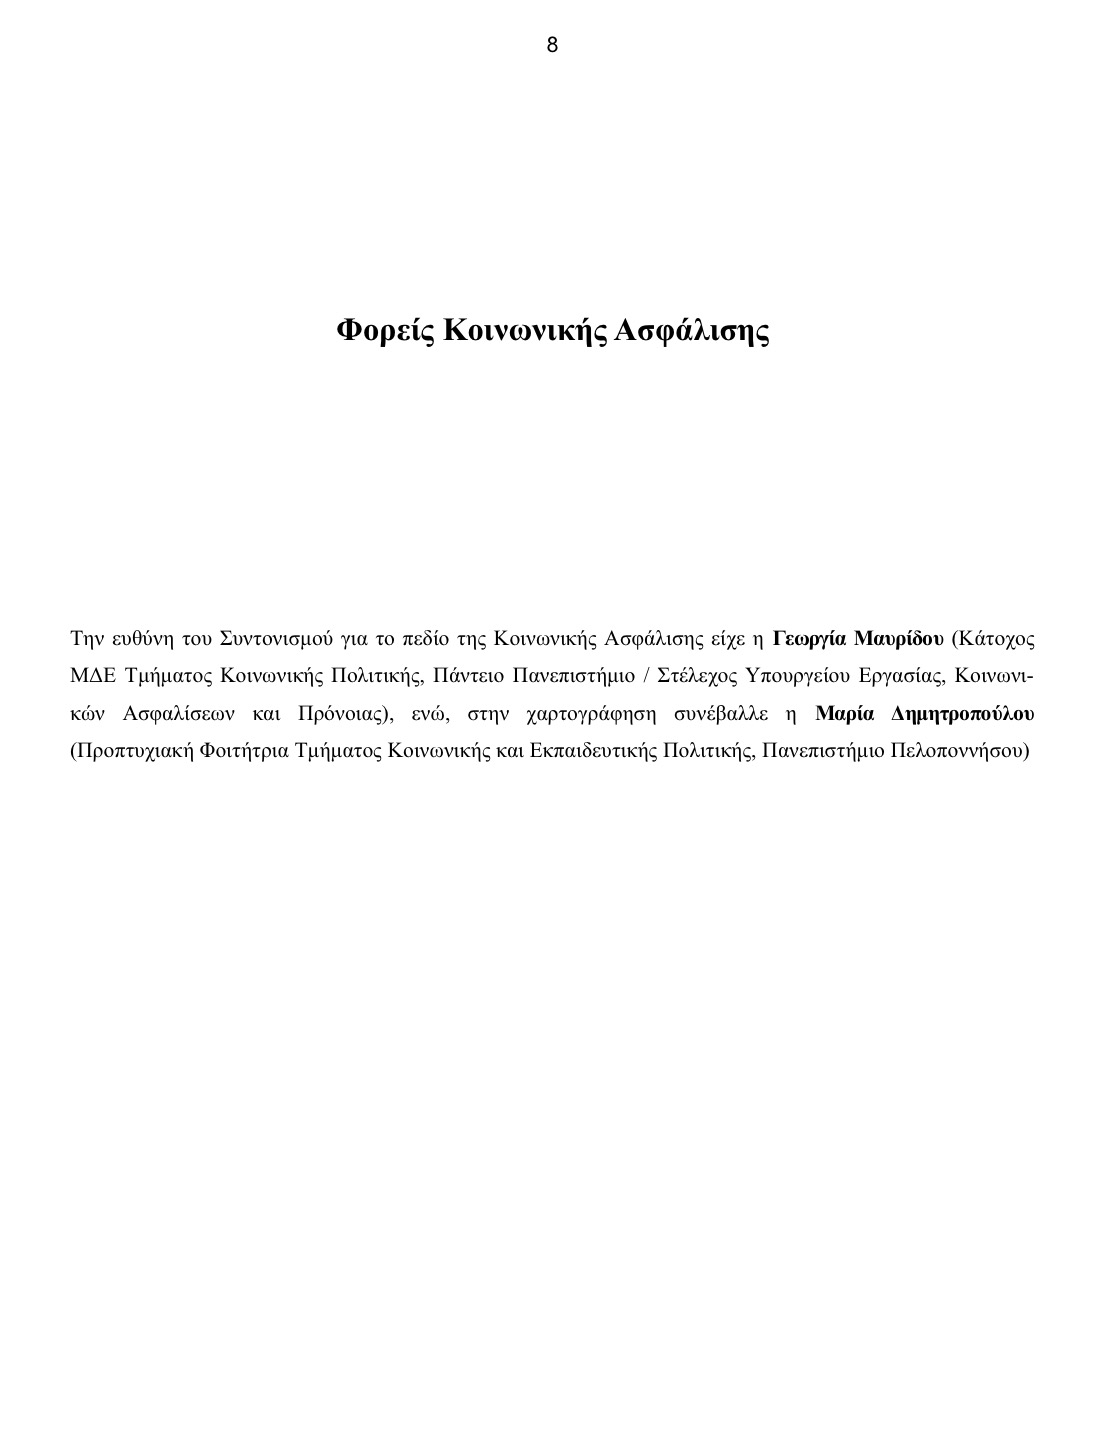 8
Φορείς Κοινωνικής Ασφάλισης
Την ευθύνη του Συντονισμού για το πεδίο της Κοινωνικής Ασφάλισης είχε η Γεωργία Μαυρίδου (Κάτοχος
ΜΔΕ Τμήματος Κοινωνικής Πολιτικής, Πάντειο Πανεπιστήμιο / Στέλεχος Υπουργείου Εργασίας, Κοινωνι-
κών Ασφαλίσεων και Πρόνοιας), ενώ, στην χαρτογράφηση συνέβαλλε η Μαρία Δημητροπούλου
(Προπτυχιακή Φοιτήτρια Τμήματος Κοινωνικής και Εκπαιδευτικής Πολιτικής, Πανεπιστήμιο Πελοποννήσου)